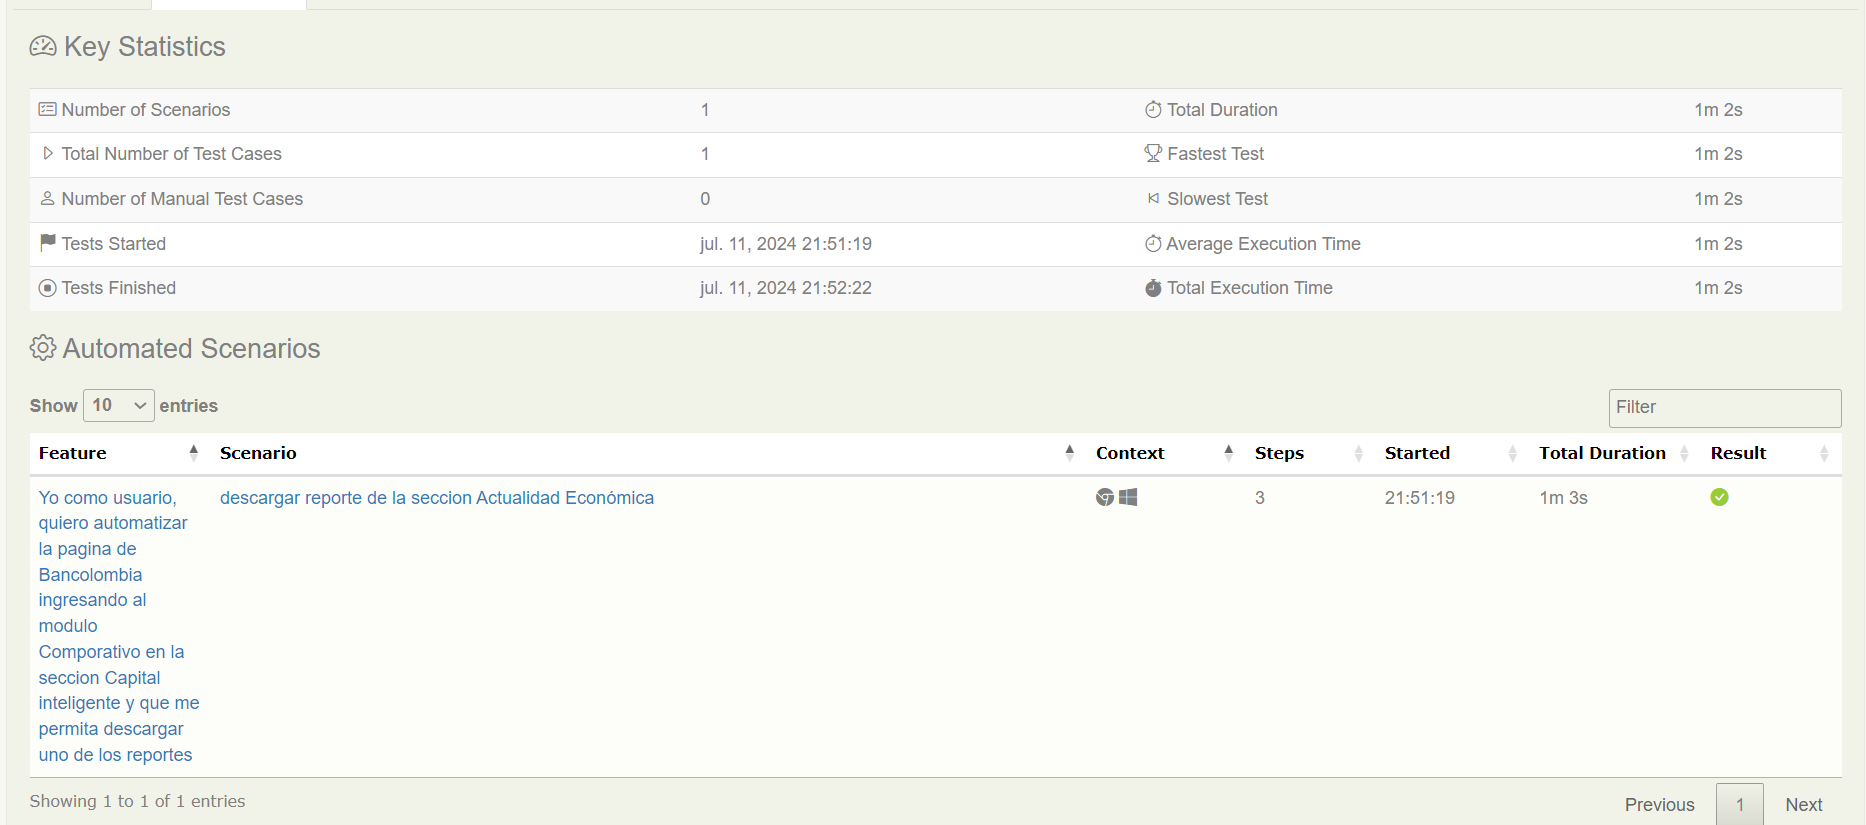 Key Statistics
Number of Scenarios 1 Total Duration 1m 2s
Total Number of Test Cases 1 Fastest Test 1m 2s
Number of Manual Test Cases 0 Slowest Test 1m 2s
Tests Started jul. 11, 2024 21:51:19 Average Execution Time 1m 2s
Tests Finished jul. 11, 2024 21:52:22 Total Execution Time 1m 2s
Automated Scenarios
Show 10 entries Filter
Feature Scenario Context Steps Started Total Duration Result
Yo como usuario, descargar reporte de la seccion Actualidad Económica 3 21:51:19 1m 3s
quiero automatizar
la pagina de
Bancolombia
ingresando al
modulo
Comporativo en la
seccion Capital
inteligente y que me
permita descargar
uno de los reportes
Showing 1 to 1 of 1 entries Previous 1 Next